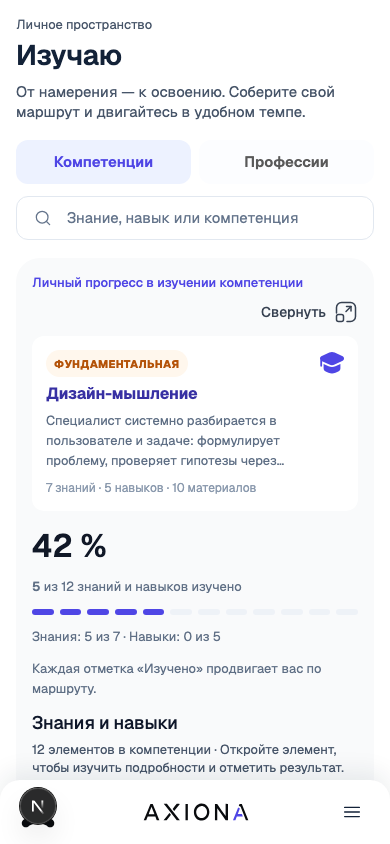 Личное пространство
Изучаю
От намерения — к освоению. Соберите свой
маршрут и двигайтесь в удобном темпе.
Компетенции
Профессии
Знание, навык или компетенция
Личный прогресс в изучении компетенции
Свернуть
ФУНДАМЕНТАЛЬНАЯ
Дизайн-мышление
Специалист системно разбирается в
пользователе и задаче: формулирует
проблему, проверяет гипотезы через…
7 знаний · 5 навыков · 10 материалов
42 %
5 из 12 знаний и навыков изучено
Знания: 5 из 7 · Навыки: 0 из 5
Каждая отметка «Изучено» продвигает вас по
маршруту.
Знания и навыки
12 элементов в компетенции · Откройте элемент,
чтобы изучить подробности и отметить результат.
N
AXIONA